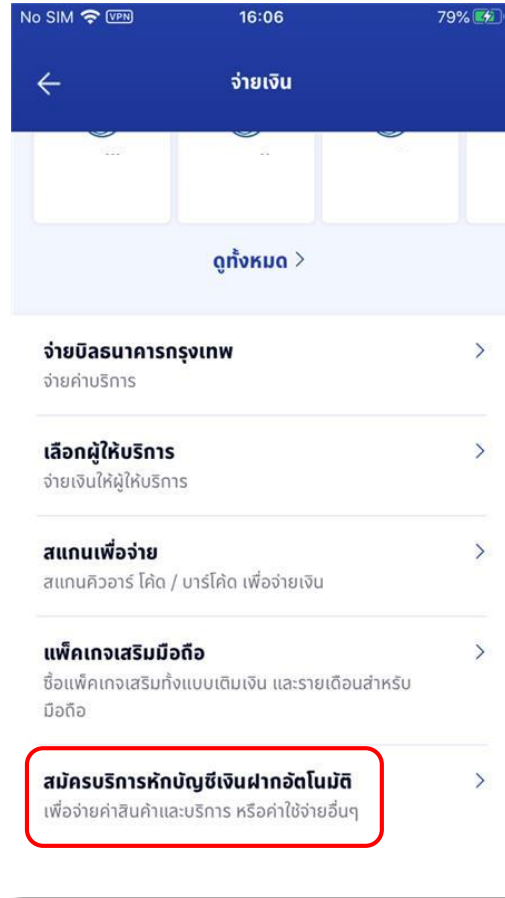 No SIM VPN 16:06 79%
จ่ายเงิน
ดูทั้งหมด >
จ่ายบิลธนาคารกรุงเทพ
จ่ายค่าบริการ
เลือกผู้ให้บริการ
จ่ายเงินให้ผู้ให้บริการ
สแกนเพื่อจ่าย
สแกนคิวอาร์ โค้ด / บาร์โค้ด เพื่อจ่ายเงิน
แพ็คเกจเสริมมือถือ
ซื้อแพ็คเกจเสริมทั้งแบบเติมเงิน และรายเดือนสำหรับ
มือถือ
สมัครบริการหักบัญชีเงินฝากอัตโนมัติ
เพื่อจ่ายค่าสินค้าและบริการ หรือค่าใช้จ่ายอื่นๆ